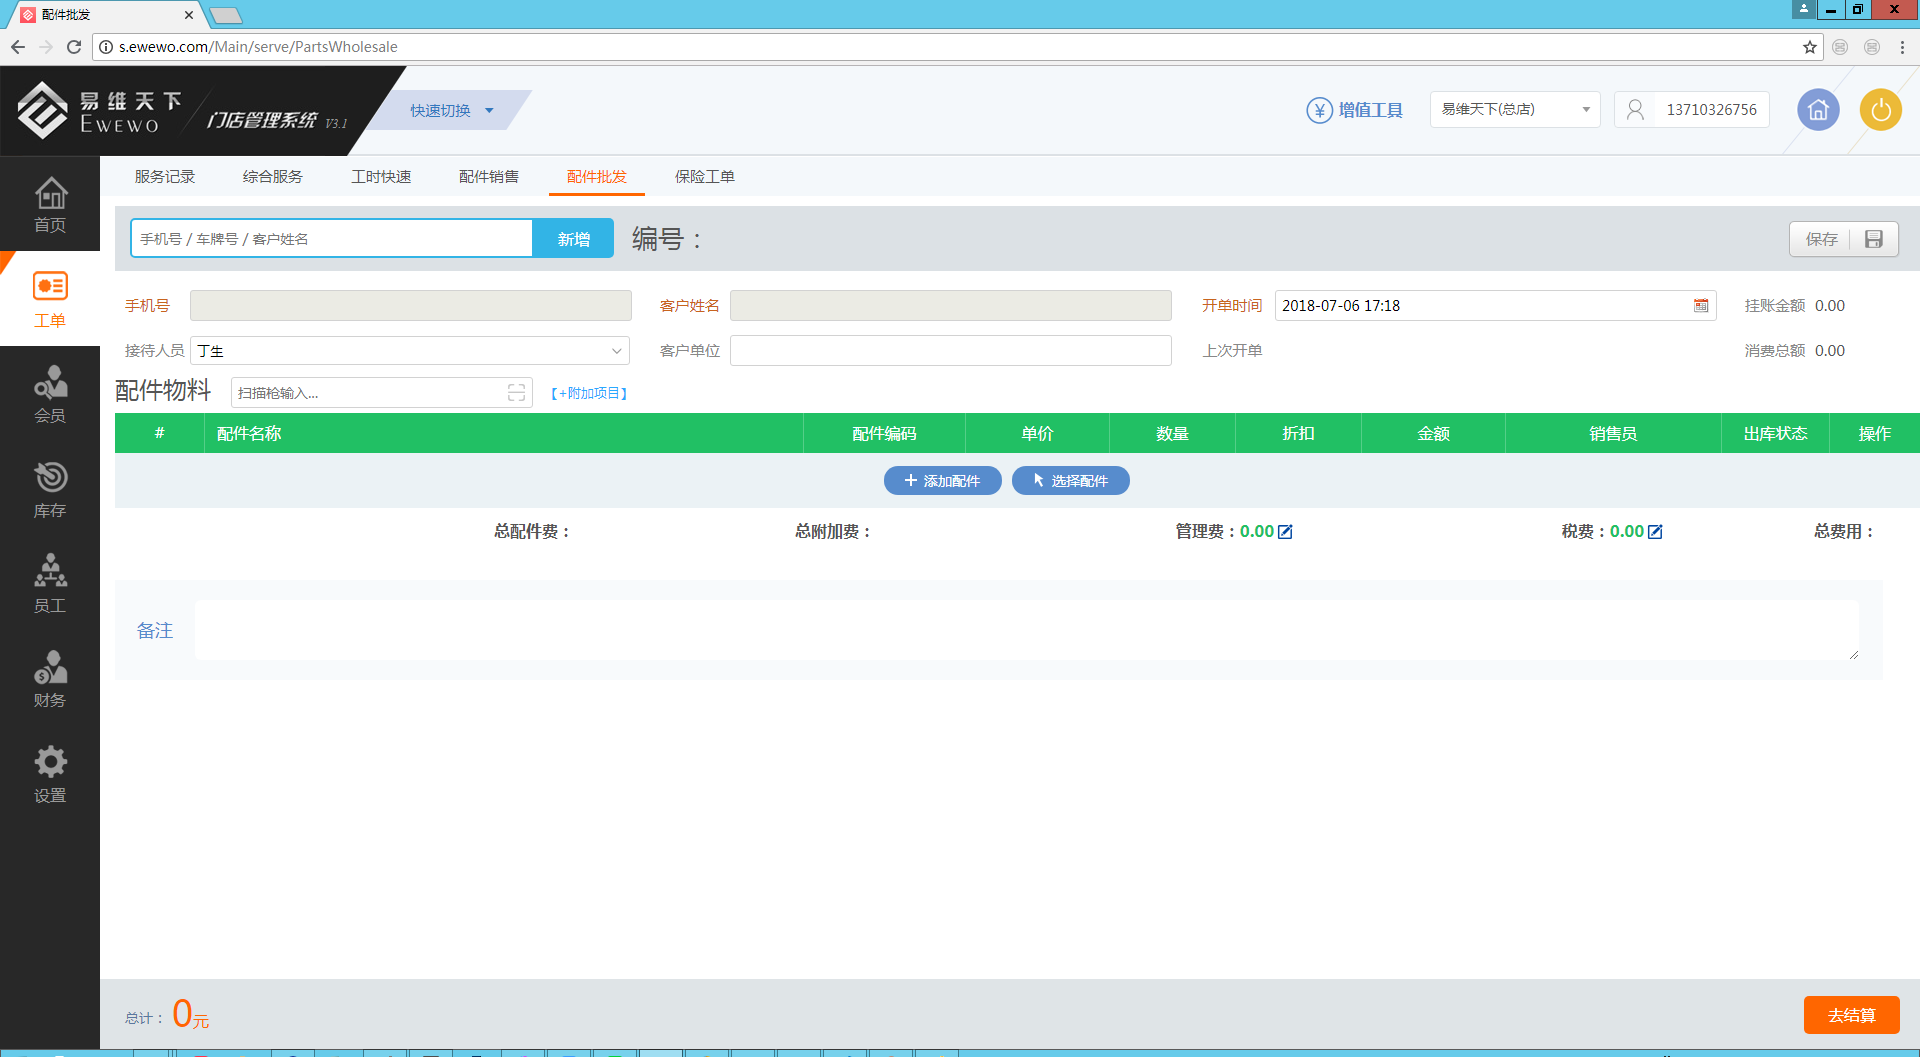 配件批发
s.ewewo.com/Main/serve/PartsWholesale
易维天下
EWEWO
门店管理系统 V3.1
快速切换
增值工具
易维天下(总店)
13710326756
服务记录 综合服务 工时快速 配件销售 配件批发 保险工单
首页
工单
会员
库存
员工
财务
设置
手机号 / 车牌号 / 客户姓名 新增 编号：
保存
手机号 客户姓名 开单时间 2018-07-06 17:18 挂账金额 0.00
接待人员 丁生 客户单位 上次开单 消费总额 0.00
配件物料 扫描枪输入... 【+附加项目】
# 配件名称 配件编码 单价 数量 折扣 金额 销售员 出库状态 操作
添加配件 选择配件
总配件费： 总附加费： 管理费：0.00 税费：0.00 总费用：
备注
总计： 0元
去结算